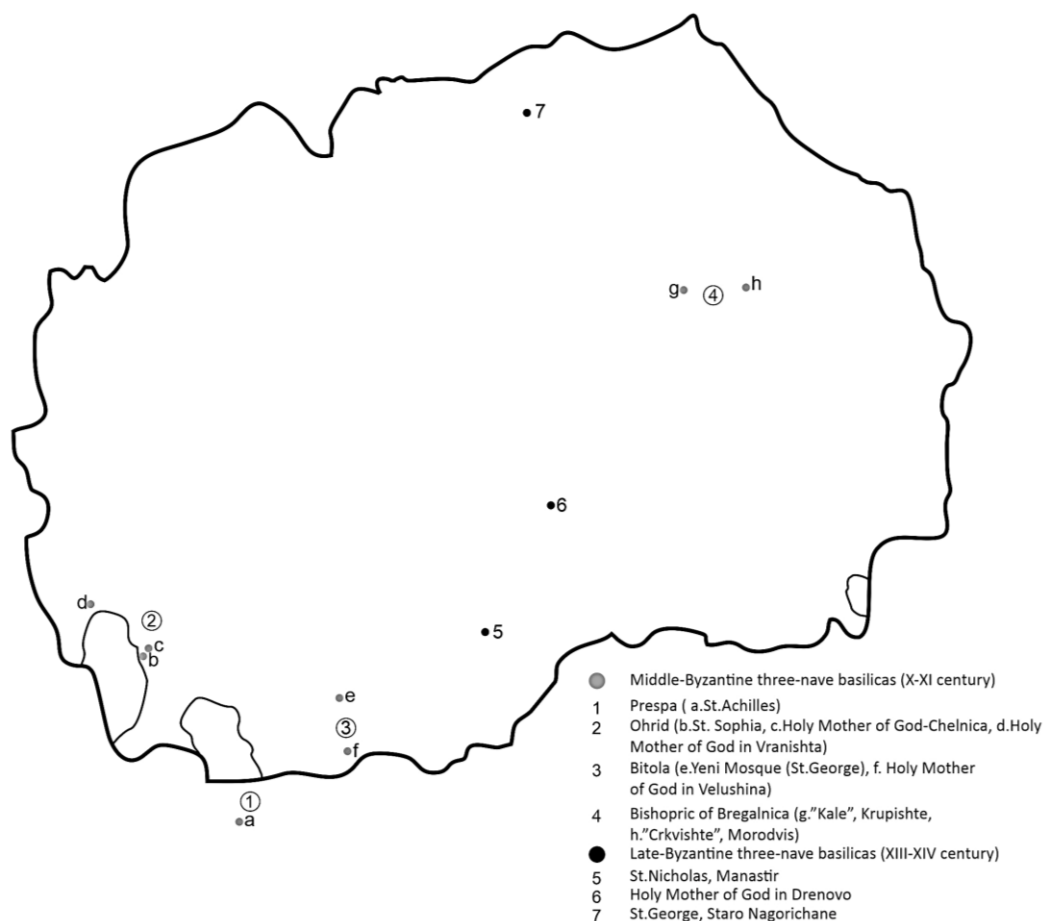 7
g
4
h
6
d
2
c
b
5
e
3
f
1
a
Middle-Byzantine three-nave basilicas (X-XI century)
1 Prespa ( a.St.Achilles)
2 Ohrid (b.St. Sophia, c.Holy Mother of God-Chelnica, d.Holy
Mother of God in Vranishta)
3 Bitola (e.Yeni Mosque (St.George), f. Holy Mother
of God in Velushina)
4 Bishopric of Bregalnica (g.”Kale”, Krupishte,
h.”Crkvishte”, Morodvis)
Late-Byzantine three-nave basilicas (XIII-XIV century)
5 St.Nicholas, Manastir
6 Holy Mother of God in Drenovo
7 St.George, Staro Nagorichane